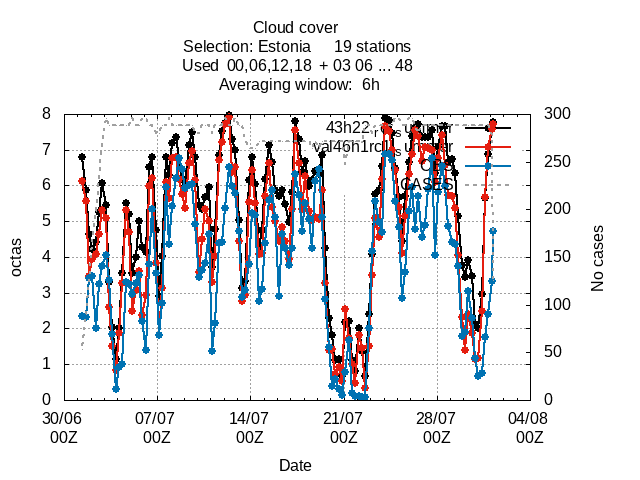 Cloud cover
Selection: Estonia 19 stations
Used 00,06,12,18 + 03 06 ... 48
Averaging window: 6h
octas
No cases
8
7
6
5
4
3
2
1
0
300
250
200
150
100
50
0
CASES
30/06 07/07 14/07 21/07 28/07 04/08
00Z 00Z 00Z 00Z 00Z 00Z
Date